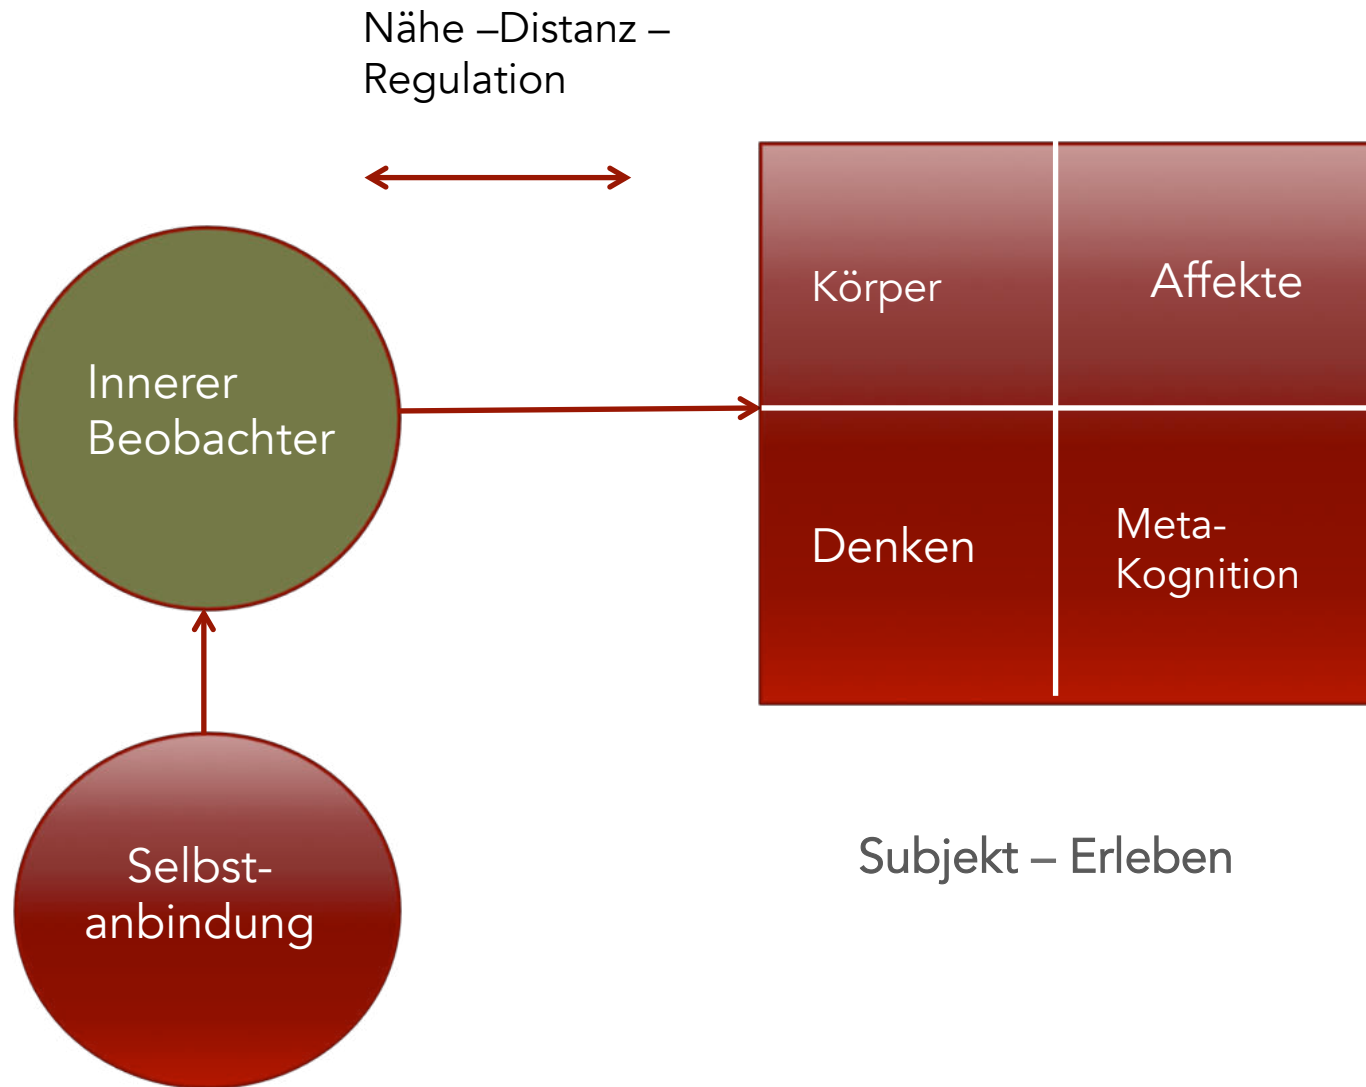 Nähe –Distanz –
Regulation
Körper
Affekte
Innerer
Beobachter
Denken
Meta-
Kognition
Selbst-
anbindung
Subjekt – Erleben